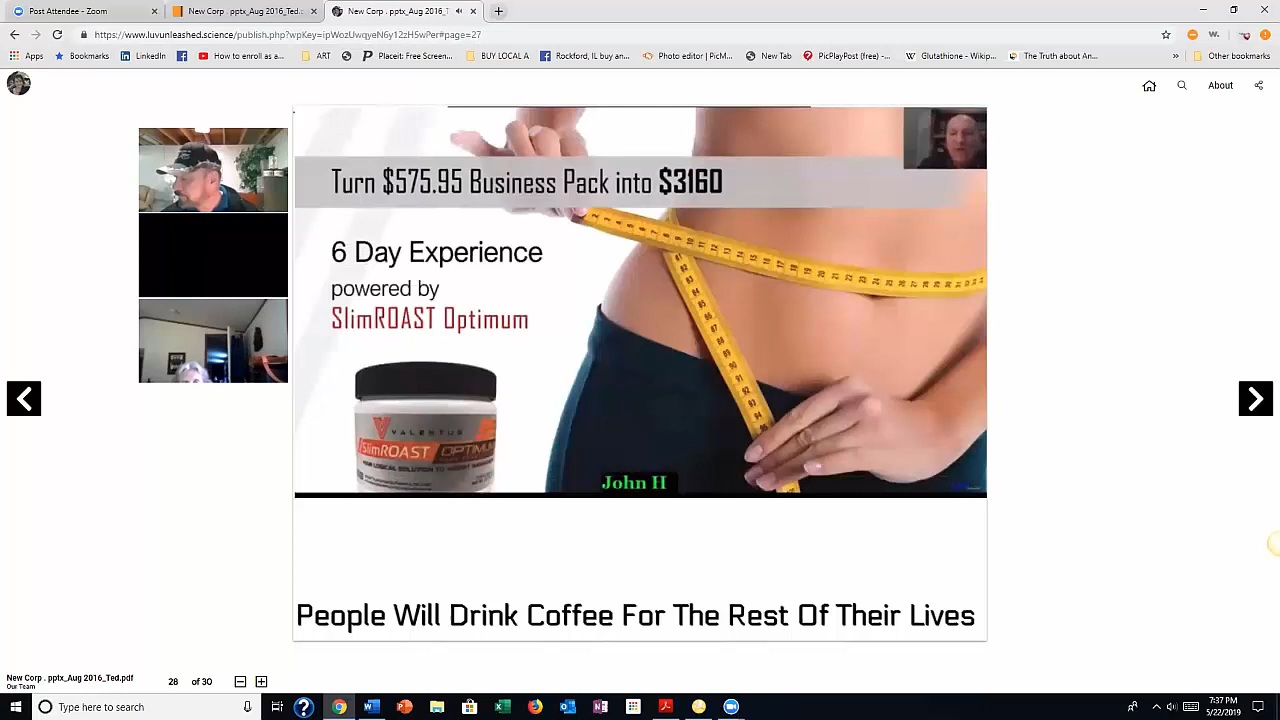 Post Attendee - Zoom
New Corp . pptx_Aug 2016_Ted.
New Corp . pptx_Aug 2016_T
https://www.luvunleashed.science/publish.php?wpKey=ipWozUwqyeN6y12zH5wPer#page=27
Apps
Bookmarks
LinkedIn
How to enroll as a...
ART
Placeit: Free Screen...
BUY LOCAL A
Rockford, IL buy an...
Photo editor | PicM...
New Tab
PicPlayPost (free) -...
Glutathione - Wikip...
The Truth about An...
Other bookmarks
About
Turn $575.95 Business Pack into $3160
6 Day Experience
powered by
SlimROAST Optimum
VALENTUS
SlimROAST OPTIMUM
John H
People Will Drink Coffee For The Rest Of Their Lives
New Corp . pptx_Aug 2016_Ted.pdf
Our Team
28 of 30
Type here to search
7:37 PM
5/22/2019